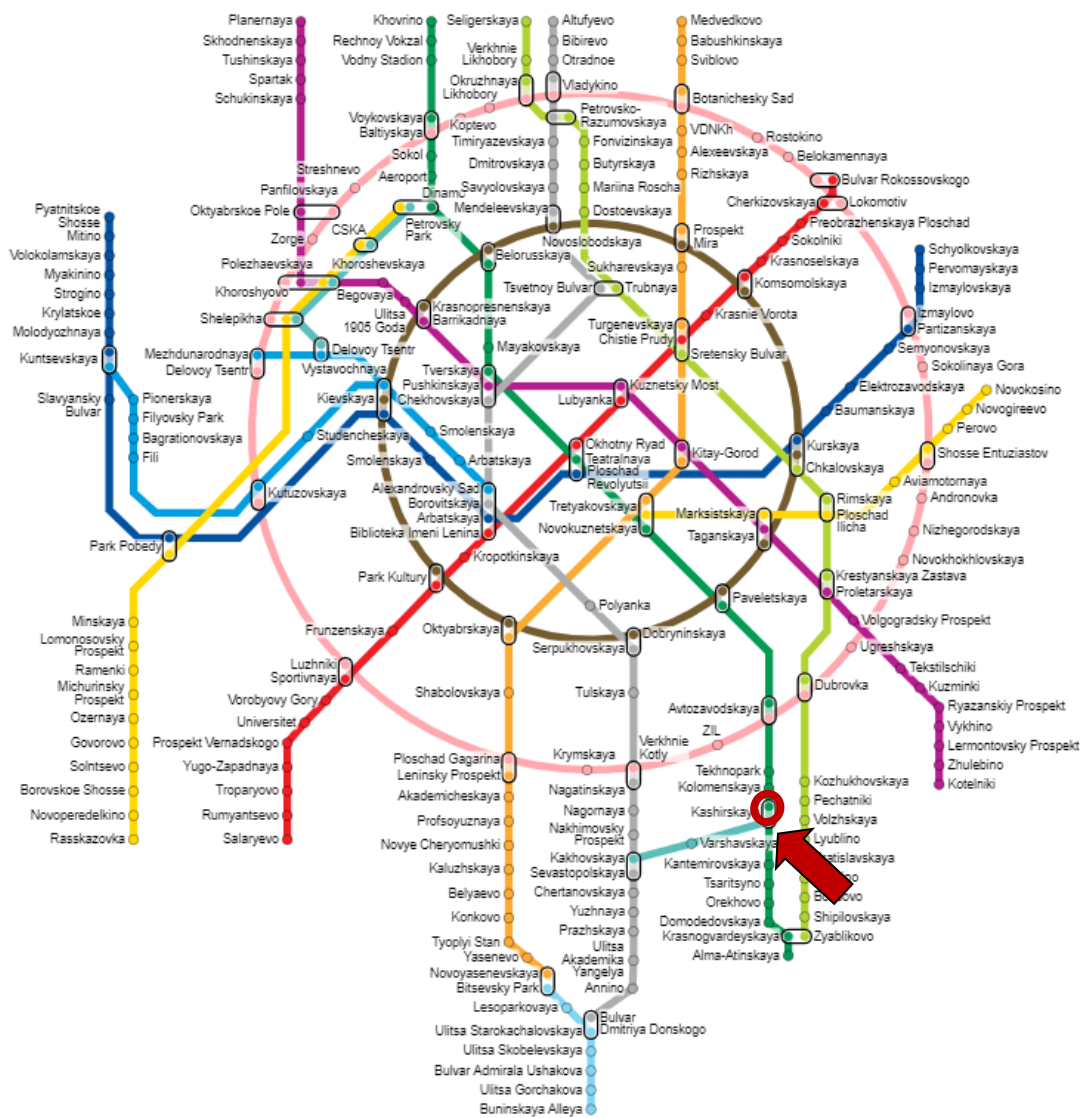 Planernaya
Skhodnenskaya
Tushinskaya
Spartak
Schukinskaya
Khovrino
Rechnoy Vokzal
Vodny Stadion
Seligerskaya
Verkhnie
Likhobory
Okruzhnaya
Likhobory
Altufyevo
Bibirevo
Otradnoe
Vladykino
Medvedkovo
Babushkinskaya
Sviblovo
Botanichesky Sad
Voykovskaya
Baltiyskaya
Koptevo
Petrovsko-
Razumovskaya
Timiryazevskaya
Fonvizinskaya
VDNKh
Rostokino
Sokol
Dmitrovskaya
Butyrskaya
Alexeevskaya
Belokamennaya
Streshnevo
Aeroport
Savyolovskaya
Mariina Roscha
Rizhskaya
Bulvar Rokossovskogo
Panfilovskaya
Dinamo
Mendeleevskaya
Dostoevskaya
Cherkizovskaya
Lokomotiv
Oktyabrskoe Pole
Petrovsky
Park
Preobrazhenskaya Ploschad
Pyatnitskoe
Shosse
Mitino
Volokolamskaya
Myakinino
Strogino
Krylatskoe
Molodyozhnaya
Kuntsevskaya
Slavyansky
Bulvar
Zorge
CSKA
Novoslobodskaya
Prospekt
Mira
Sokolniki
Schyolkovskaya
Pervomayskaya
Izmaylovskaya
Polezhaevskaya
Khoroshevskaya
Belorusskaya
Sukharevskaya
Krasnoselskaya
Khoroshyovo
Begovaya
Tsvetnoy Bulvar
Trubnaya
Komsomolskaya
Ulitsa
1905 Goda
Krasnopresnenskaya
Barrikadnaya
Krasnie Vorota
Izmaylovo
Partizanskaya
Shelepikha
Turgenevskaya
Chistie Prudy
Semyonovskaya
Mezhdunarodnaya
Delovoy Tsentr
Delovoy Tsentr
Vystavochnaya
Mayakovskaya
Sretensky Bulvar
Sokolinaya Gora
Tverskaya
Pushkinskaya
Chekhovskaya
Kuznetsky Most
Lubyanka
Elektrozavodskaya
Novokosino
Novogireevo
Perovo
Pionerskaya
Filyovsky Park
Bagrationovskaya
Fili
Kievskaya
Baumanskaya
Studencheskaya
Smolenskaya
Smolenskaya
Arbatskaya
Okhotny Ryad
Teatralnaya
Ploschad
Revolyutsii
Kitay-Gorod
Kurskaya
Chkalovskaya
Shosse Entuziastov
Aviamotornaya
Andronovka
Kutuzovskaya
Alexandrovsky Sad
Borovitskaya
Arbatskaya
Biblioteka Imeni Lenina
Tretyakovskaya
Novokuznetskaya
Marksistskaya
Taganskaya
Rimskaya
Ploschad
Ilicha
Nizhegorodskaya
Park Pobedy
Kropotkinskaya
Novokhokhlovskaya
Park Kultury
Polyanka
Paveletskaya
Krestyanskaya Zastava
Proletarskaya
Minskaya
Lomonosovsky
Prospekt
Ramenki
Michurinsky
Prospekt
Ozernaya
Govorovo
Solntsevo
Borovskoe Shosse
Novoperedelkino
Rasskazovka
Frunzenskaya
Oktyabrskaya
Dobryninskaya
Serpukhovskaya
Volgogradsky Prospekt
Ugreshskaya
Luzhniki
Sportivnaya
Tekstilschiki
Vorobyovy Gory
Shabolovskaya
Tulskaya
Dubrovka
Kuzminki
Universitet
Avtozavodskaya
Ryazanskiy Prospekt
Vykhino
Lermontovsky Prospekt
Zhulebino
Kotelniki
Prospekt Vernadskogo
Yugo-Zapadnaya
Troparyovo
Rumyantsevo
Salaryevo
ZIL
Verkhnie
Kotly
Krymskaya
Ploschad Gagarina
Leninsky Prospekt
Akademicheskaya
Profsoyuznaya
Novye Cheryomushki
Kaluzhskaya
Belyaevo
Konkovo
Tyoplyi Stan
Yasenevo
Novoyasenevskaya
Bitsevsky Park
Lesoparkovaya
Nagatinskaya
Nagornaya
Nakhimovsky
Prospekt
Kakhovskaya
Sevastopolskaya
Chertanovskaya
Yuzhnaya
Prazhskaya
Ulitsa
Akademika
Yangelya
Annino
Bulvar
Dmitriya Donskogo
Tekhnopark
Kolomenskaya
Varshavskaya
Kantemirovskaya
Tsaritsyno
Orekhovo
Domodedovskaya
Krasnogvardeyskaya
Alma-Atinskaya
Kozhukhovskaya
Pechatniki
Volzhskaya
Lyublino
Shipilovskaya
Zyablikovo
Ulitsa Starokachalovskaya
Ulitsa Skobelevskaya
Bulvar Admirala Ushakova
Ulitsa Gorchakova
Buninskaya Alleya